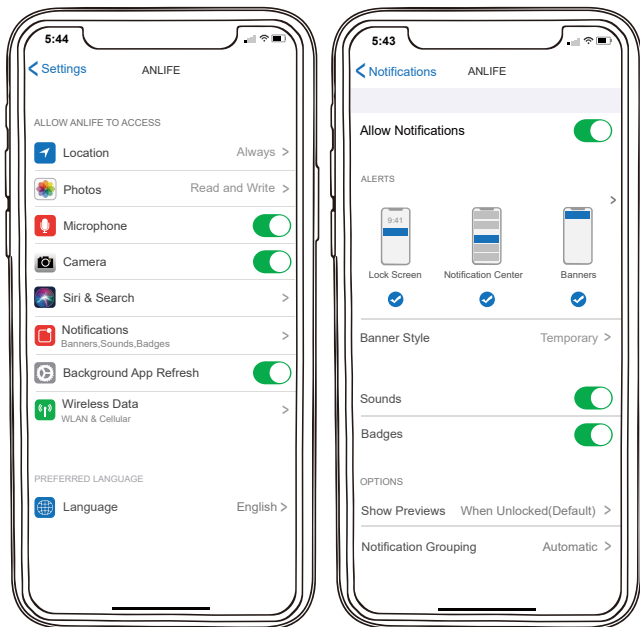 5:44
Settings ANLIFE
ALLOW ANLIFE TO ACCESS
Location Always
Photos Read and Write
Microphone
Camera
Siri & Search
Notifications
Banners,Sounds,Badges
Background App Refresh
Wireless Data
WLAN & Cellular
PREFERRED LANGUAGE
Language English
5:43
Notifications ANLIFE
Allow Notifications
ALERTS
9:41
Lock Screen Notification Center Banners
Banner Style Temporary
Sounds
Badges
OPTIONS
Show Previews When Unlocked(Default)
Notification Grouping Automatic